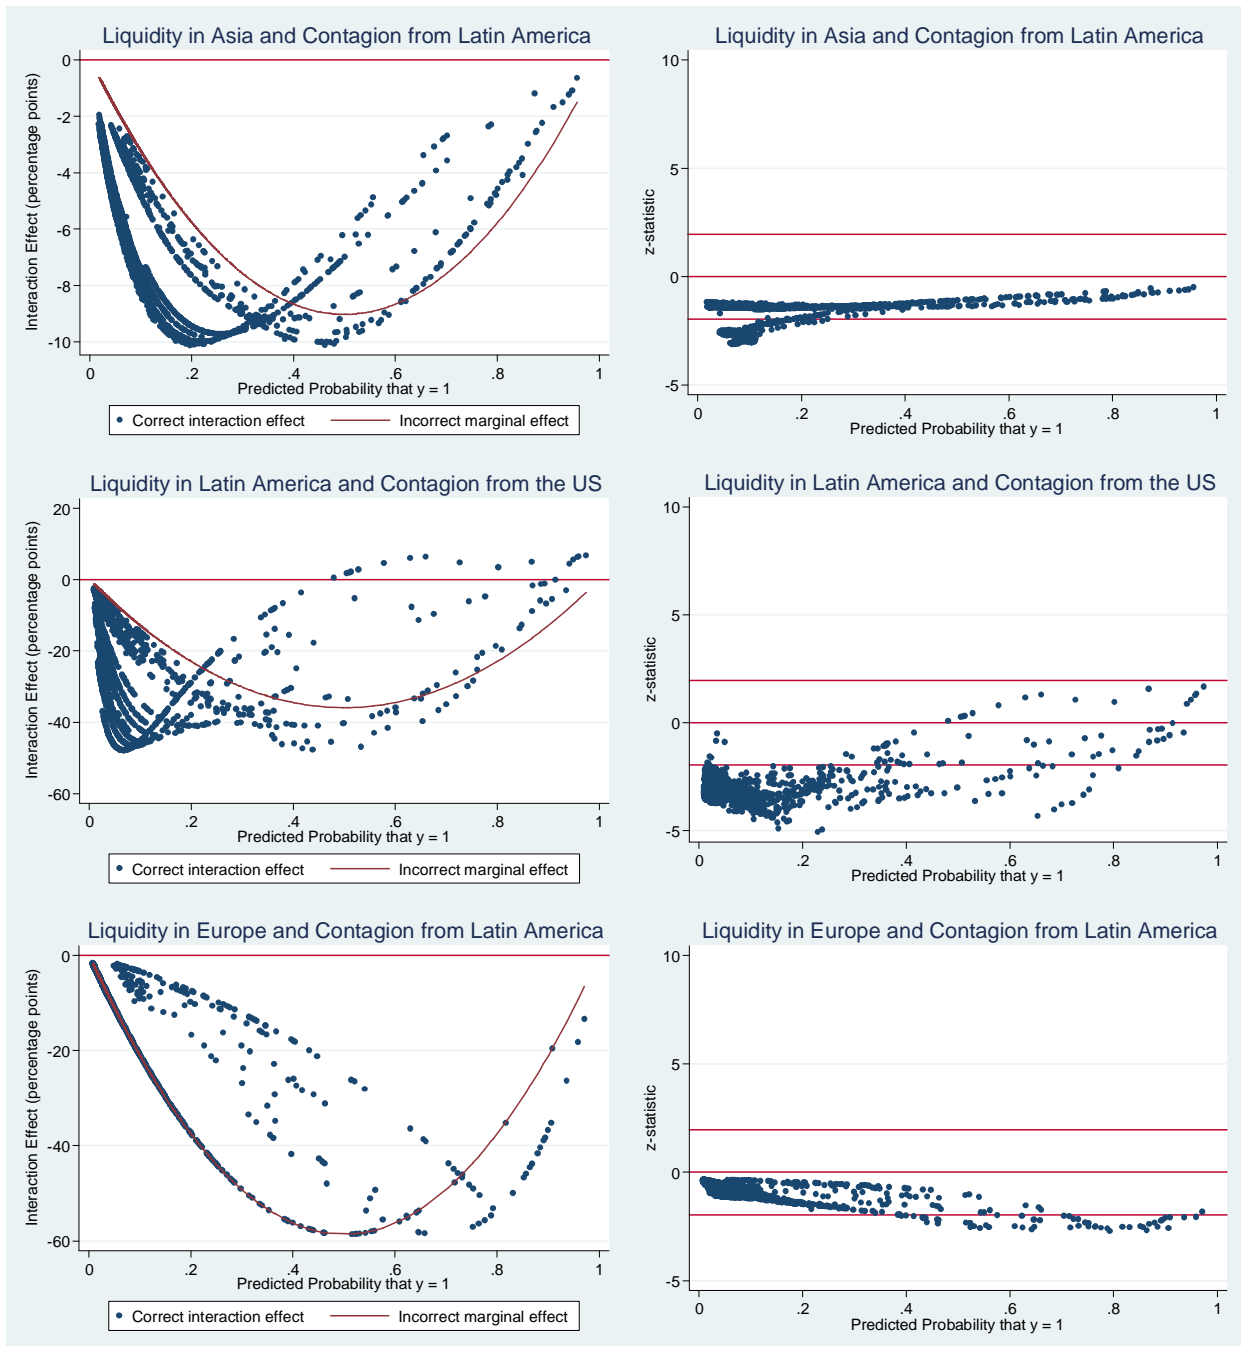 Liquidity in Asia and Contagion from Latin America
Interaction Effect (percentage points)
0
-2
-4
-6
-8
-10
0 .2 .4 .6 .8 1
Predicted Probability that y = 1
Correct interaction effect Incorrect marginal effect
Liquidity in Asia and Contagion from Latin America
z-statistic
10
5
0
-5
0 .2 .4 .6 .8 1
Predicted Probability that y = 1
Liquidity in Latin America and Contagion from the US
Interaction Effect (percentage points)
20
0
-20
-40
-60
0 .2 .4 .6 .8 1
Predicted Probability that y = 1
Correct interaction effect Incorrect marginal effect
Liquidity in Latin America and Contagion from the US
z-statistic
10
5
0
-5
0 .2 .4 .6 .8 1
Predicted Probability that y = 1
Liquidity in Europe and Contagion from Latin America
Interaction Effect (percentage points)
0
-20
-40
-60
0 .2 .4 .6 .8 1
Predicted Probability that y = 1
Correct interaction effect Incorrect marginal effect
Liquidity in Europe and Contagion from Latin America
z-statistic
10
5
0
-5
0 .2 .4 .6 .8 1
Predicted Probability that y = 1